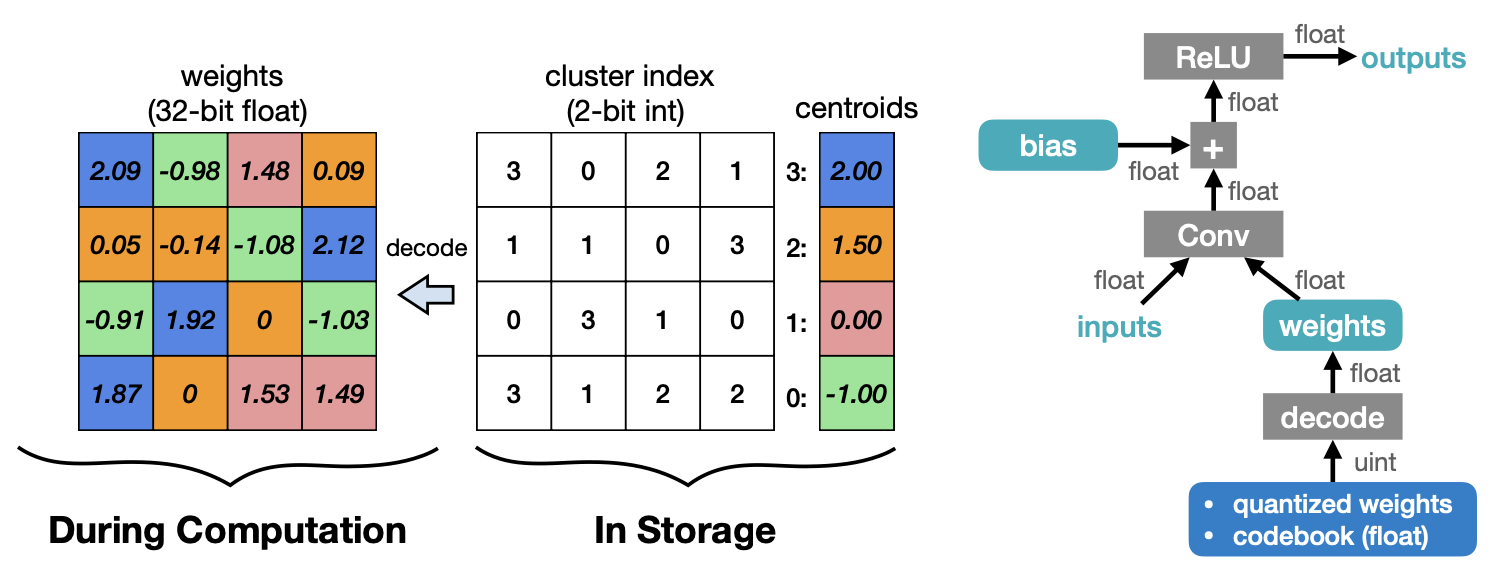 weights
(32-bit float)
2.09 -0.98 1.48 0.09
0.05 -0.14 -1.08 2.12
-0.91 1.92 0 -1.03
1.87 0 1.53 1.49
During Computation
decode
cluster index
(2-bit int)
3 0 2 1
1 1 0 3
0 3 1 0
3 1 2 2
centroids
3: 2.00
2: 1.50
1: 0.00
0: -1.00
In Storage
ReLU
float
outputs
float
bias
float
+
float
Conv
float
float
inputs
weights
float
decode
uint
• quantized weights
• codebook (float)